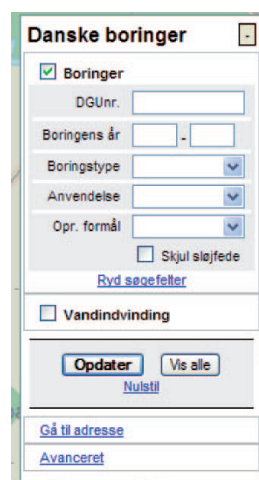 Danske boringer -
Boringer
DGUnr.
Boringens år -
Boringstype
Anvendelse
Opr. formål
Skjul sløjfede
Ryd søgefelter
Vandindvinding
Opdater Vis alle
Nulstil
Gå til adresse
Avanceret